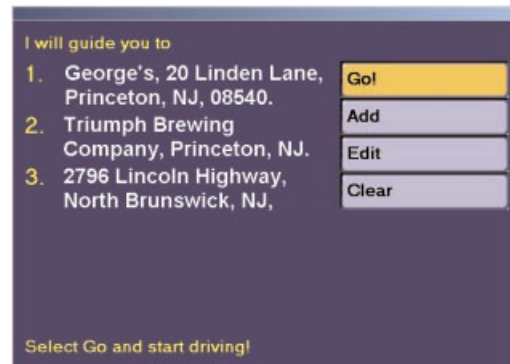 I will guide you to
1. George's, 20 Linden Lane,
Princeton, NJ, 08540.
2. Triumph Brewing
Company, Princeton, NJ.
3. 2796 Lincoln Highway,
North Brunswick, NJ,
Go!
Add
Edit
Clear
Select Go and start driving!